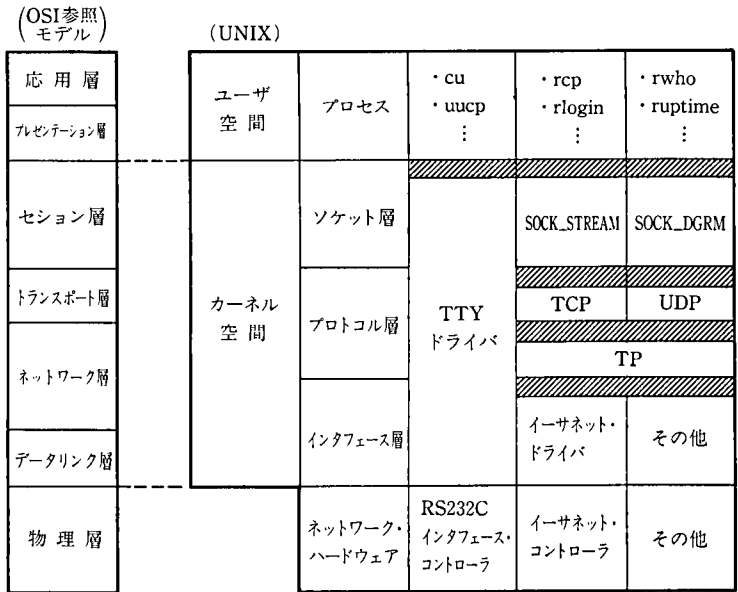 (OSI参照
モデル)
(UNIX)
応用層
プレゼンテーション層
セション層
トランスポート層
ネットワーク層
データリンク層
物理層
ユーザ
空間
カーネル
空間
プロセス
ソケット層
プロトコル層
インタフェース層
ネットワーク・
ハードウェア
・cu
・uucp
⋮
TTY
ドライバ
RS232C
インタフェース・
コントローラ
・rcp
・rlogin
⋮
・rwho
・ruptime
⋮
SOCK_STREAM
SOCK_DGRM
TCP
UDP
TP
イーサネット・
ドライバ
その他
イーサネット・
コントローラ
その他